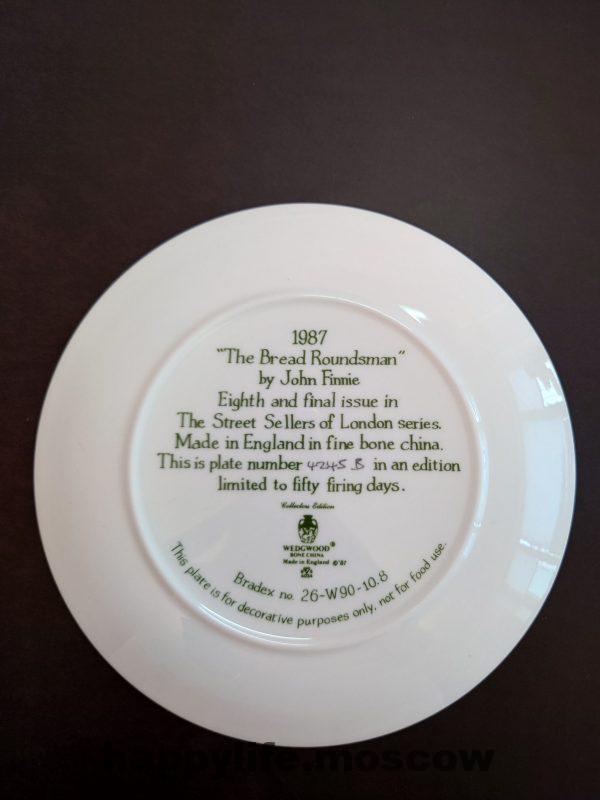 1987
"The Bread Roundsman"
by John Finnie
Eighth and final issue in
The Street Sellers of London series.
Made in England in fine bone china.
This is plate number 4245 B in an edition
limited to fifty firing days.
Collectors Edition
WEDGWOOD®
BONE CHINA
Made in England ©'87
Bradex no. 26-W90-10.8
This plate is for decorative purposes only, not for food use.
happylife.moscow